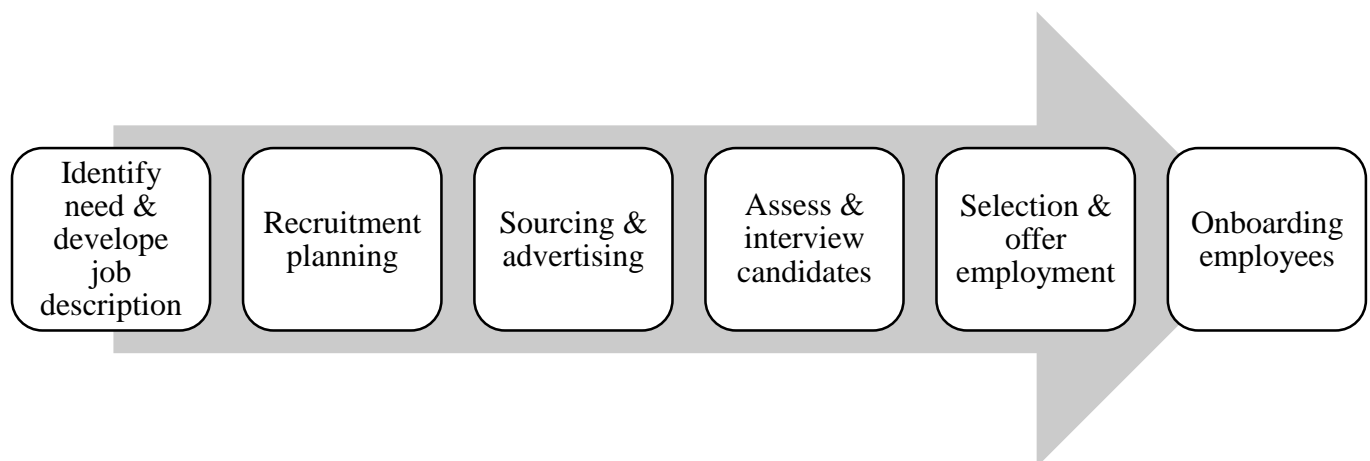 Identify
need &
develope
job
description
Recruitment
planning
Sourcing &
advertising
Assess &
interview
candidates
Selection &
offer
employment
Onboarding
employees